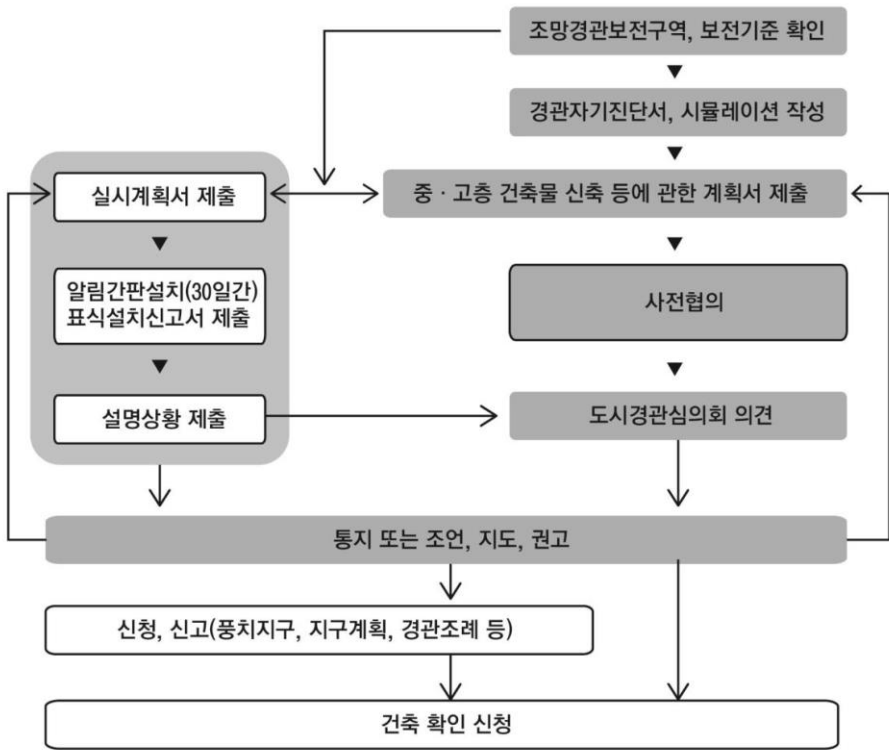 조망경관보전구역, 보전기준 확인
경관자기진단서, 시뮬레이션 작성
실시계획서 제출
중 · 고층 건축물 신축 등에 관한 계획서 제출
알림간판설치(30일간)
표식설치신고서 제출
사전협의
설명상황 제출
도시경관심의회 의견
통지 또는 조언, 지도, 권고
신청, 신고(풍치지구, 지구계획, 경관조례 등)
건축 확인 신청